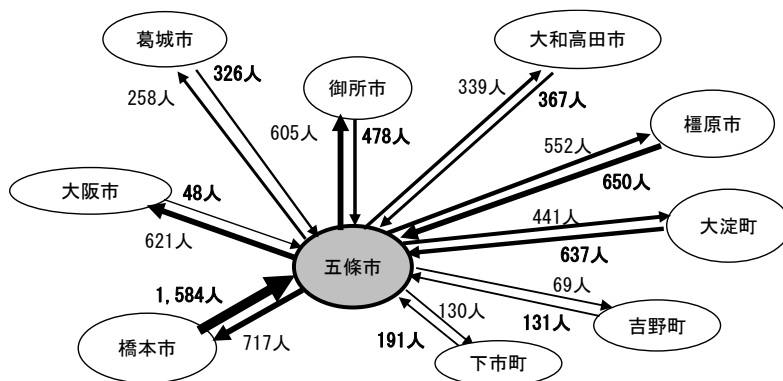 葛城市
大和高田市
326人
御所市
339人
258人
367人
605人
478人
橿原市
552人
大阪市
48人
650人
441人
大淀町
621人
637人
五條市
69人
1,584人
130人
131人
吉野町
717人
191人
橋本市
下市町